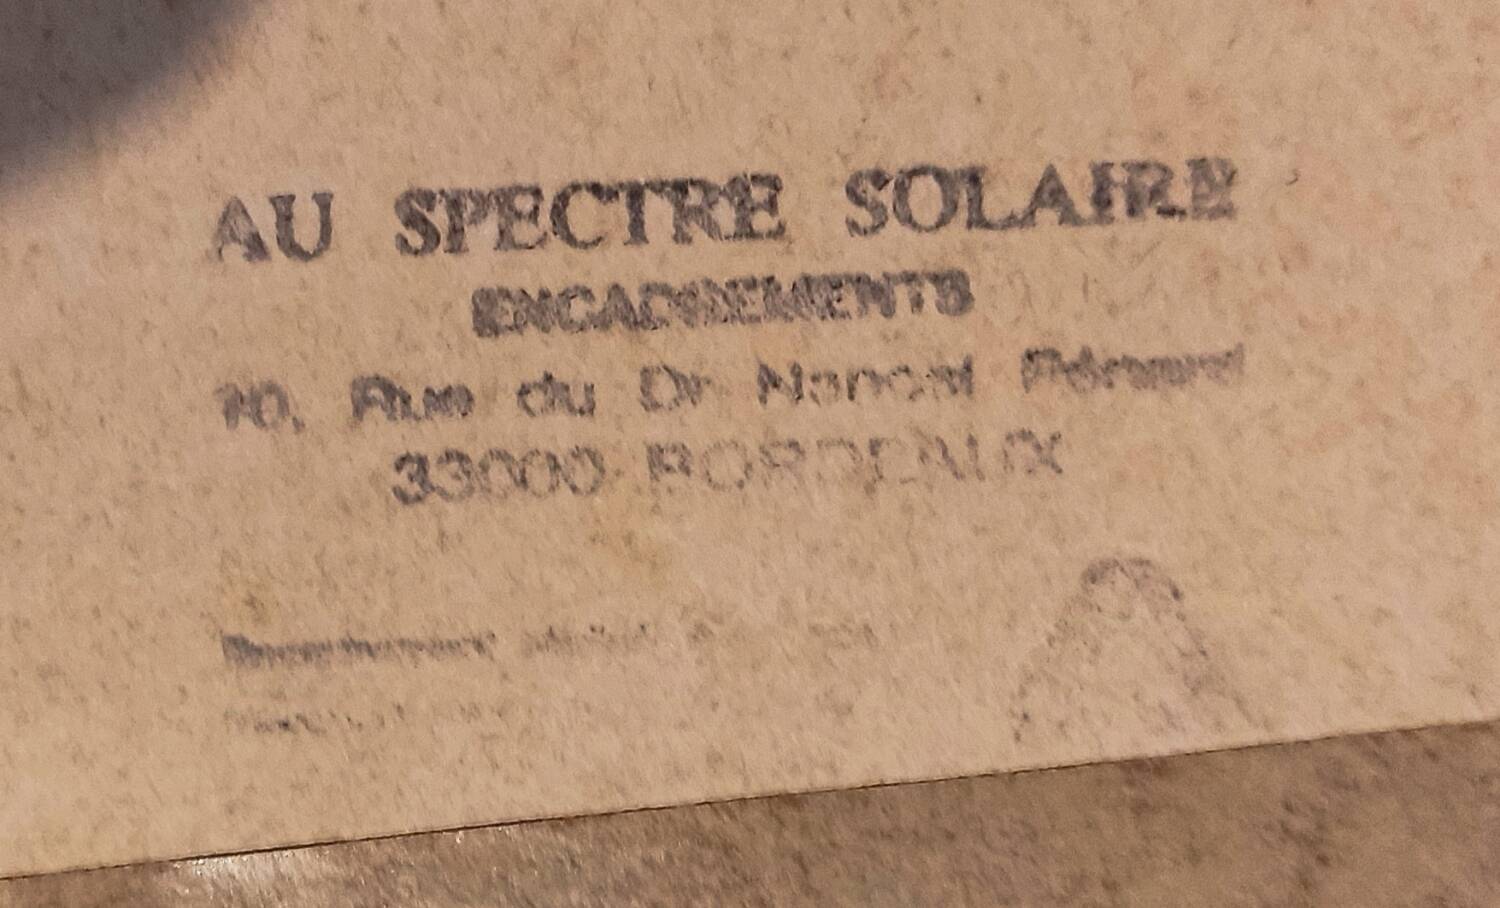 AU SPECTRE SOLAIRE
ENCADREMENTS
10, Rue du Dr Nancel Pénard
33000 BORDEAUX